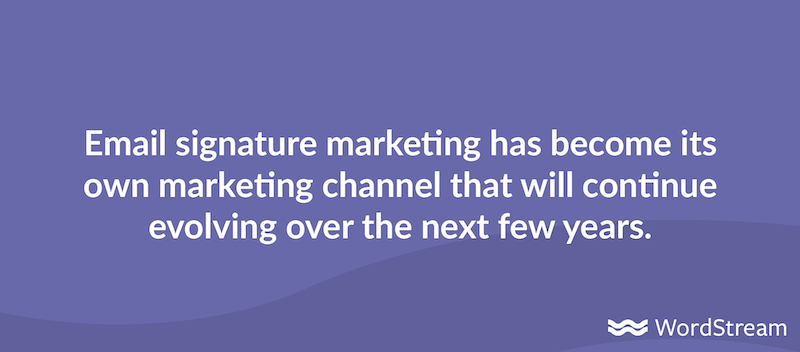 Email signature marketing has become its
own marketing channel that will continue
evolving over the next few years.
WordStream